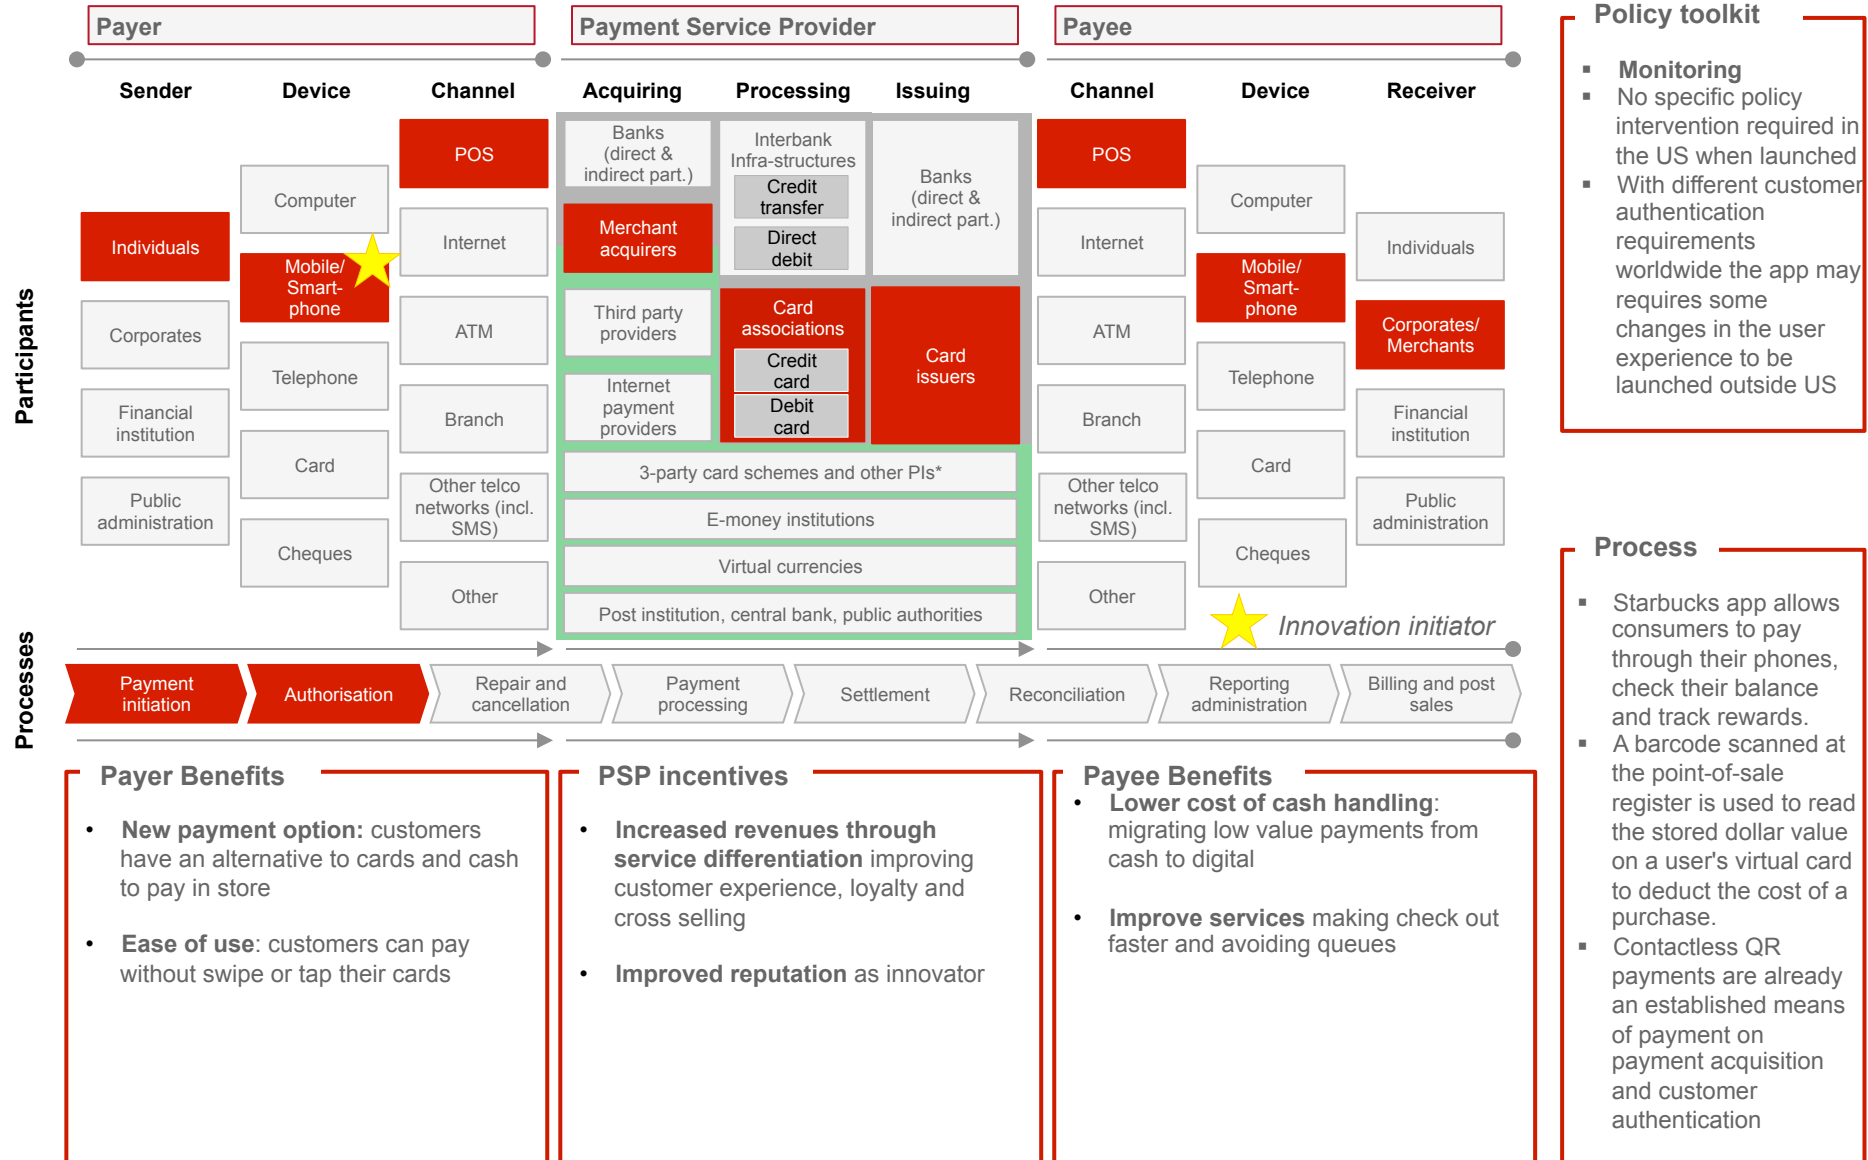 Payer
Payment Service Provider
Payee
Sender
Device
Channel
Acquiring
Processing
Issuing
Channel
Device
Receiver
Participants
Individuals
Corporates
Financial
institution
Public
administration
Computer
Mobile/
Smart-
phone
Telephone
Card
Cheques
POS
Internet
ATM
Branch
Other telco
networks (incl.
SMS)
Other
Banks
(direct &
indirect part.)
Merchant
acquirers
Third party
providers
Internet
payment
providers
Interbank
Infra-structures
Credit
transfer
Direct
debit
Card
associations
Credit
card
Debit
card
Banks
(direct &
indirect part.)
Card
issuers
3-party card schemes and other PIs*
E-money institutions
Virtual currencies
Post institution, central bank, public authorities
POS
Internet
ATM
Branch
Other telco
networks (incl.
SMS)
Other
Computer
Mobile/
Smart-
phone
Telephone
Card
Cheques
Individuals
Corporates/
Merchants
Financial
institution
Public
administration
Innovation initiator
Processes
Payment
initiation
Authorisation
Repair and
cancellation
Payment
processing
Settlement
Reconciliation
Reporting
administration
Billing and post
sales
Payer Benefits
• New payment option: customers
have an alternative to cards and cash
to pay in store
• Ease of use: customers can pay
without swipe or tap their cards
PSP incentives
• Increased revenues through
service differentiation improving
customer experience, loyalty and
cross selling
• Improved reputation as innovator
Payee Benefits
• Lower cost of cash handling:
migrating low value payments from
cash to digital
• Improve services making check out
faster and avoiding queues
Policy toolkit
▪ Monitoring
▪ No specific policy
intervention required in
the US when launched
▪ With different customer
authentication
requirements
worldwide the app may
requires some
changes in the user
experience to be
launched outside US
Process
▪ Starbucks app allows
consumers to pay
through their phones,
check their balance
and track rewards.
▪ A barcode scanned at
the point-of-sale
register is used to read
the stored dollar value
on a user's virtual card
to deduct the cost of a
purchase.
▪ Contactless QR
payments are already
an established means
of payment on
payment acquisition
and customer
authentication